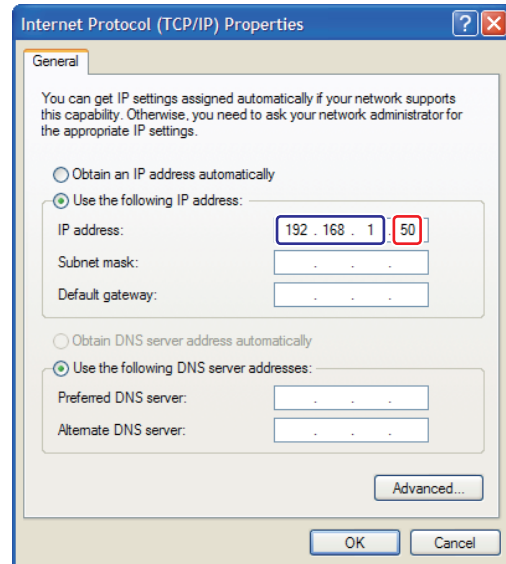 Internet Protocol (TCP/IP) Properties
General
You can get IP settings assigned automatically if your network supports
this capability. Otherwise, you need to ask your network administrator for
the appropriate IP settings.
Obtain an IP address automatically
Use the following IP address:
IP address: 192 . 168 . 1 . 50
Subnet mask: . . .
Default gateway: . . .
Obtain DNS server address automatically
Use the following DNS server addresses:
Preferred DNS server: . . .
Alternate DNS server: . . .
Advanced...
OK Cancel